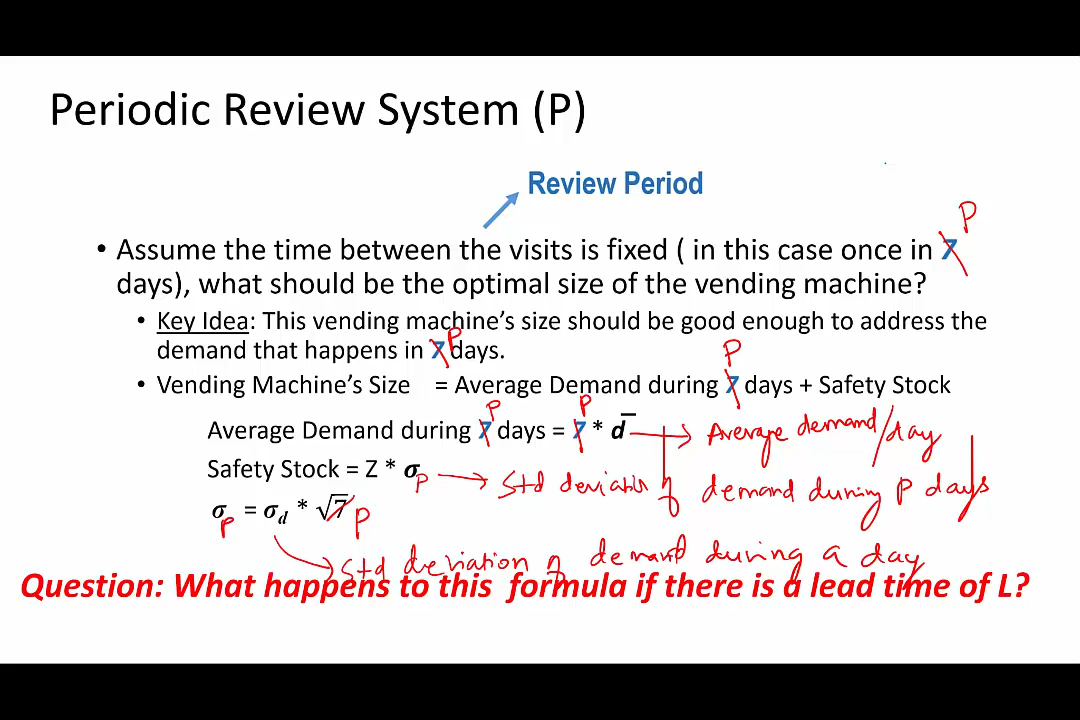 Periodic Review System (P)
Review Period
P
• Assume the time between the visits is fixed ( in this case once in 7
days), what should be the optimal size of the vending machine?
• Key Idea: This vending machine's size should be good enough to address the
demand that happens in 7 P days.
P
• Vending Machine's Size = Average Demand during 7 days + Safety Stock
P P
Average Demand during 7 days = 7 * d̅ → Average demand/day
Safety Stock = Z * σP → Std deviation of demand during P days
σP = σd * √7 P
→ Std deviation of demand during a day
Question: What happens to this formula if there is a lead time of L?